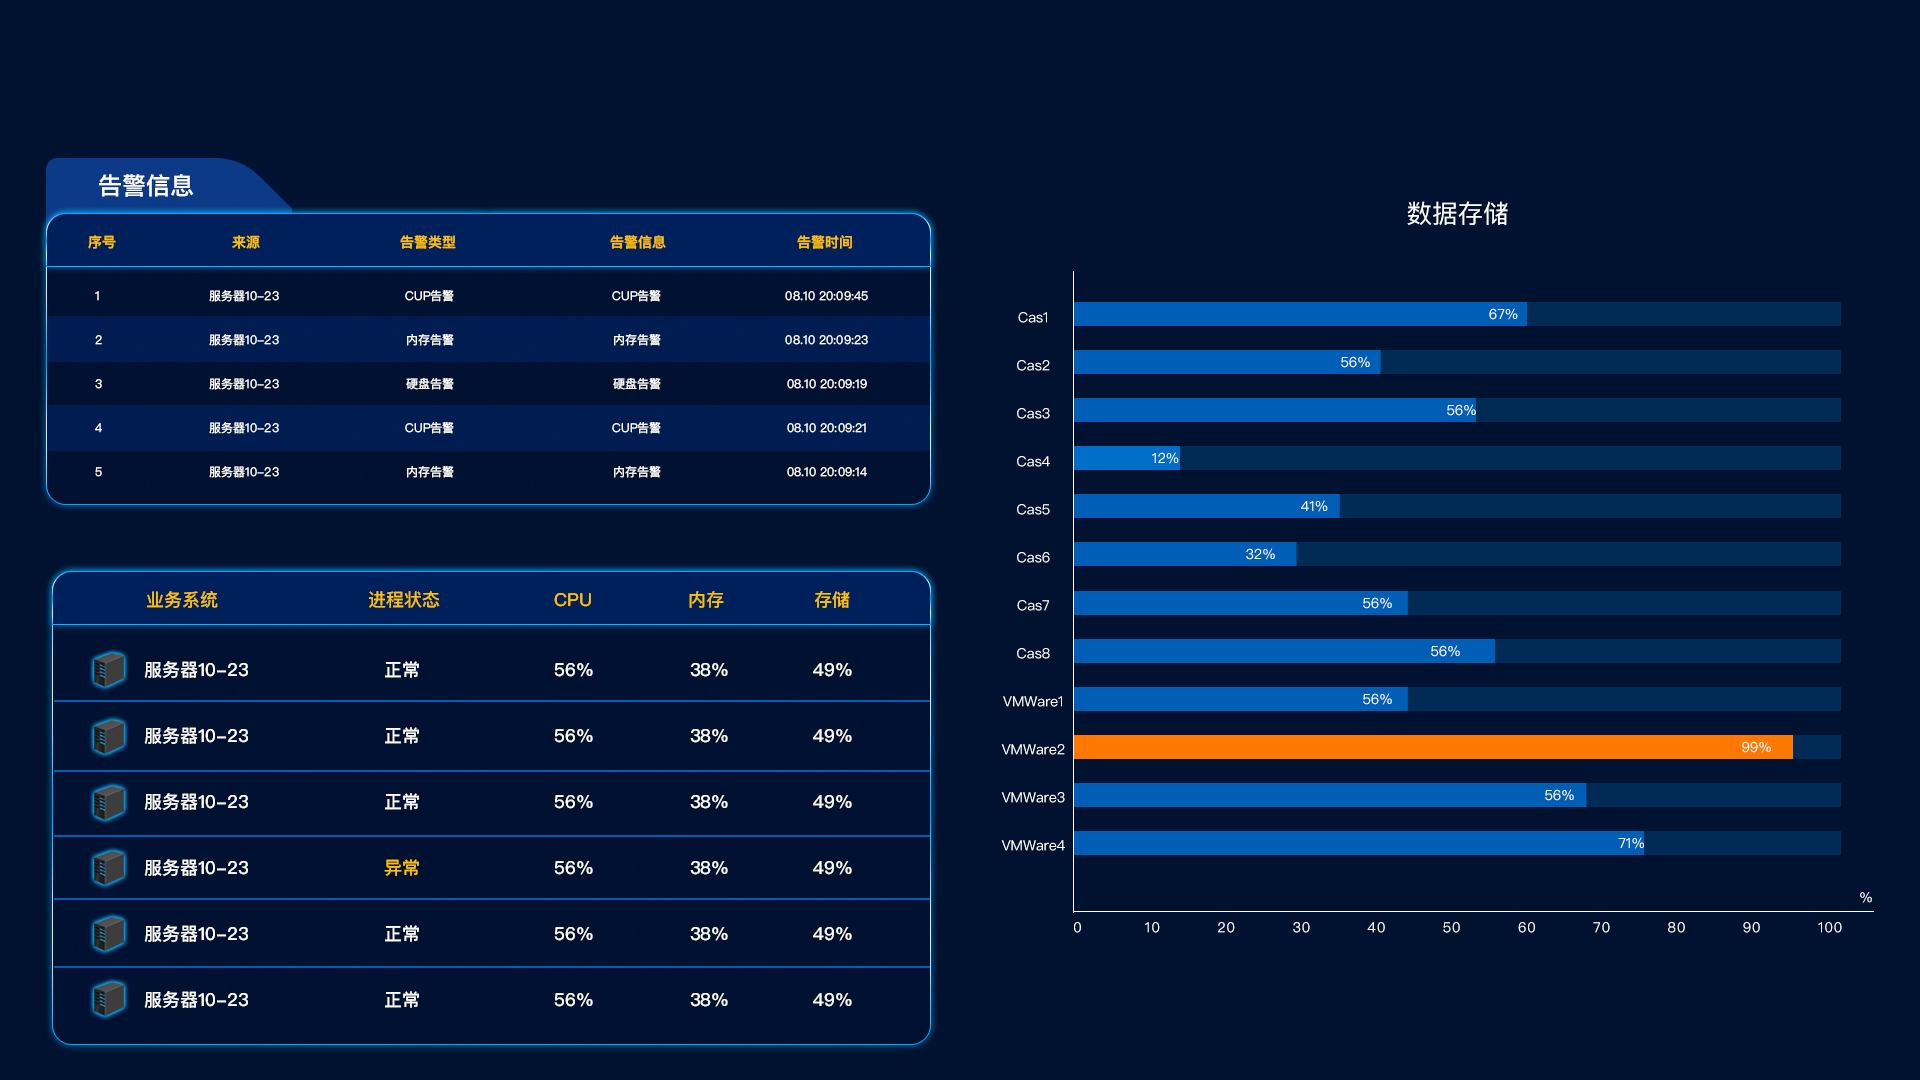 告警信息
序号 来源 告警类型 告警信息 告警时间
1 服务器10-23 CUP告警 CUP告警 08.10 20:09:45
2 服务器10-23 内存告警 内存告警 08.10 20:09:23
3 服务器10-23 硬盘告警 硬盘告警 08.10 20:09:19
4 服务器10-23 CUP告警 CUP告警 08.10 20:09:21
5 服务器10-23 内存告警 内存告警 08.10 20:09:14
业务系统 进程状态 CPU 内存 存储
服务器10-23 正常 56% 38% 49%
服务器10-23 正常 56% 38% 49%
服务器10-23 正常 56% 38% 49%
服务器10-23 异常 56% 38% 49%
服务器10-23 正常 56% 38% 49%
服务器10-23 正常 56% 38% 49%
数据存储
Cas1 67%
Cas2 56%
Cas3 56%
Cas4 12%
Cas5 41%
Cas6 32%
Cas7 56%
Cas8 56%
VMWare1 56%
VMWare2 99%
VMWare3 56%
VMWare4 71%
%
0 10 20 30 40 50 60 70 80 90 100